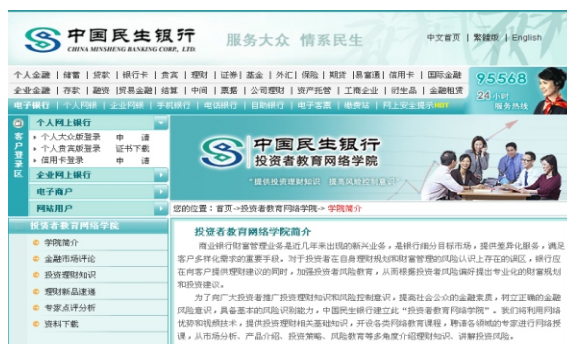 中国民生银行
CHINA MINSHENG BANKING CORP., LTD.
服务大众 情系民生
中文首页 | 繁體版 | English
个人金融 | 储蓄 | 贷款 | 银行卡 | 贵宾 | 理财 | 证券 | 基金 | 外汇 | 保险 | 期货 | 易富通 | 信用卡 | 国际金融
企业金融 | 存款 | 融资 | 贸易金融 | 结算 | 中间 | 票据 | 公司理财 | 资产托管 | 工商企业 | 衍生品 | 金融租赁
电子银行 | 个人网银 | 企业网银 | 手机银行 | 电话银行 | 自助银行 | 电子客票 | 缴费站 | 网上安全提示HOT
95568
24小时
服务热线
客户登录区
个人网上银行
个人大众版登录 申 请
个人贵宾版登录 证书下载
信用卡登录 申 请
企业网上银行
电子商户
网站用户
中国民生银行
投资者教育网络学院
"提供投资理财知识 提高风险控制意识"
您的位置：首页->投资者教育网络学院-> 学院简介
投资者教育网络学院
学院简介
金融市场评论
投资理财知识
理财新品速递
专家点评分析
资料下载
投资者教育网络学院简介
商业银行财富管理业务是近几年来出现的新兴业务，是银行细分目标市场，提供差异化服务，满足
客户多样化需求的重要手段。对于投资者在自身理财规划和财富管理的风险认识上存在的误区，银行应
在向客户提供理财建议的同时，加强投资者风险教育，从而根据投资者风险偏好提出专业化的财富规划
和投资建议。
为了向广大投资者推广投资理财知识和风险控制意识，提高社会公众的金融素质，树立正确的金融
风险意识，具备基本的风险识别能力，中国民生银行建立此“投资者教育网络学院”。我们将利用网络
优势和视频技术，提供投资理财相关基础知识，开设各类网络教育课程，聘请各领域的专家进行网络授
课，从市场分析、产品介绍、投资策略、风险教育等多角度介绍理财知识、讲解投资风险。